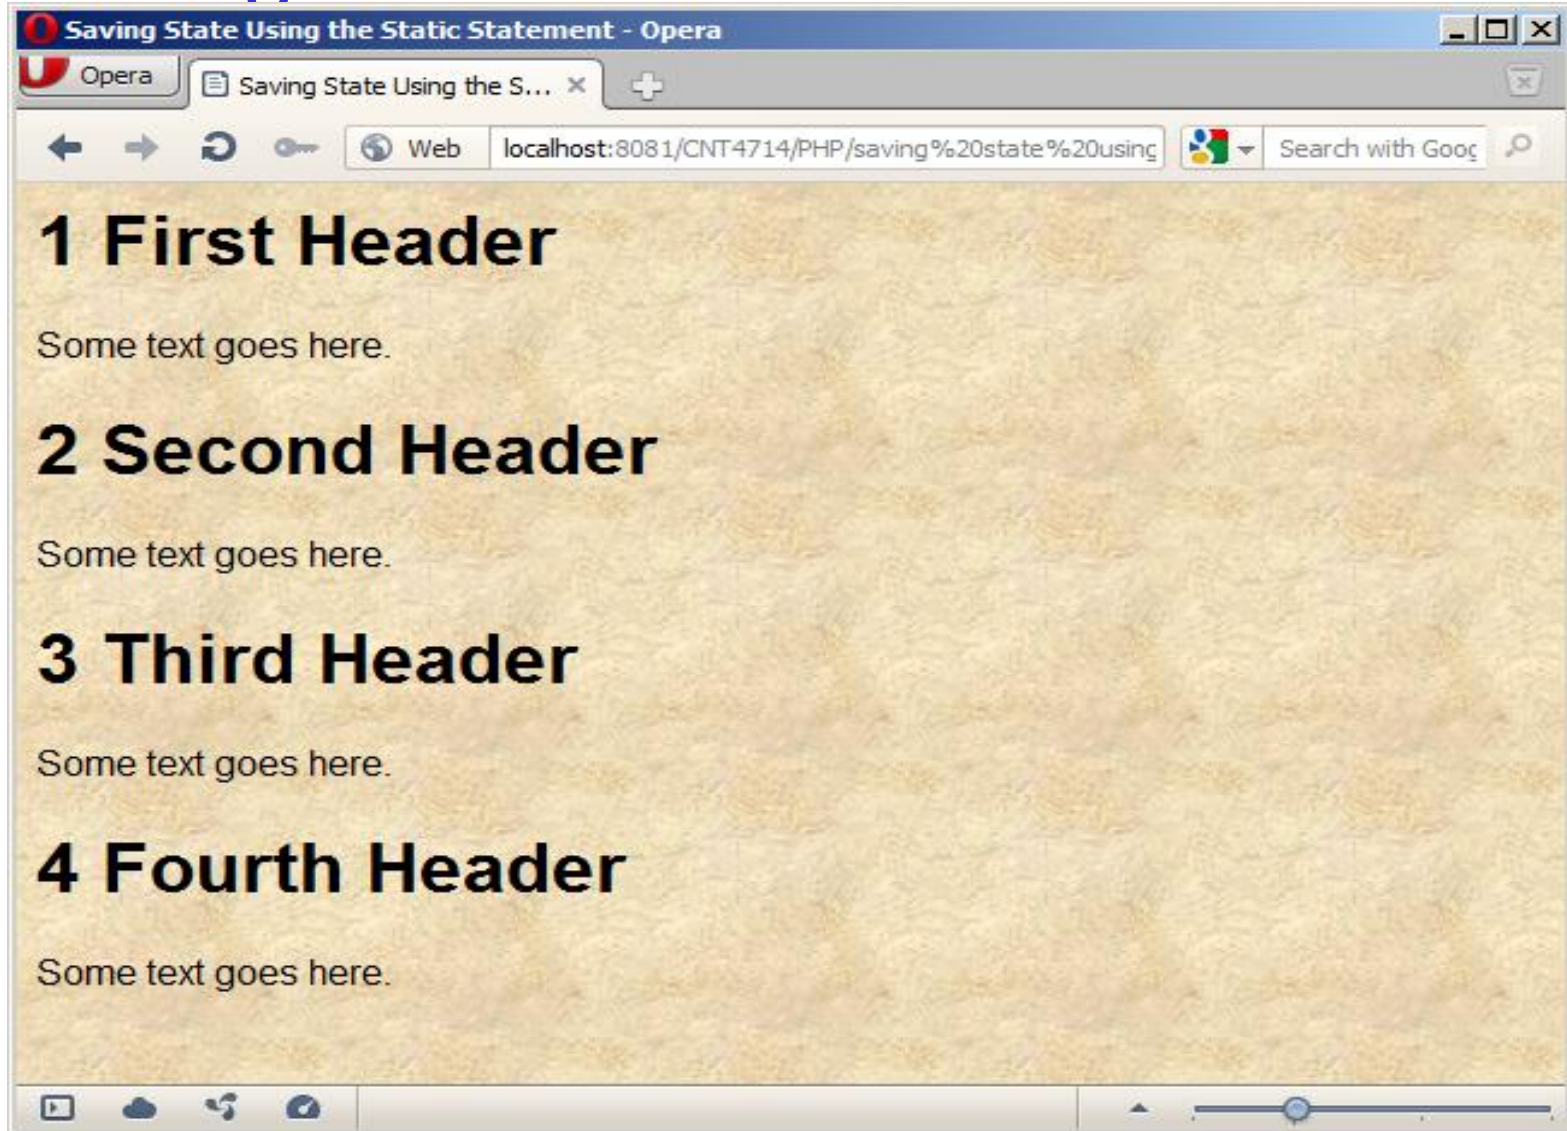 Saving State Using the Static Statement - Opera
Opera
Saving State Using the S...
Web
localhost:8081/CNT4714/PHP/saving%20state%20using
Search with Goog
1 First Header
Some text goes here.
2 Second Header
Some text goes here.
3 Third Header
Some text goes here.
4 Fourth Header
Some text goes here.